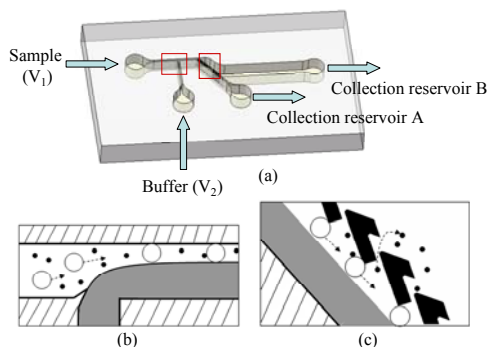 Sample
(V1)
Collection reservoir B
Collection reservoir A
Buffer (V2)
(a)
(b)
(c)